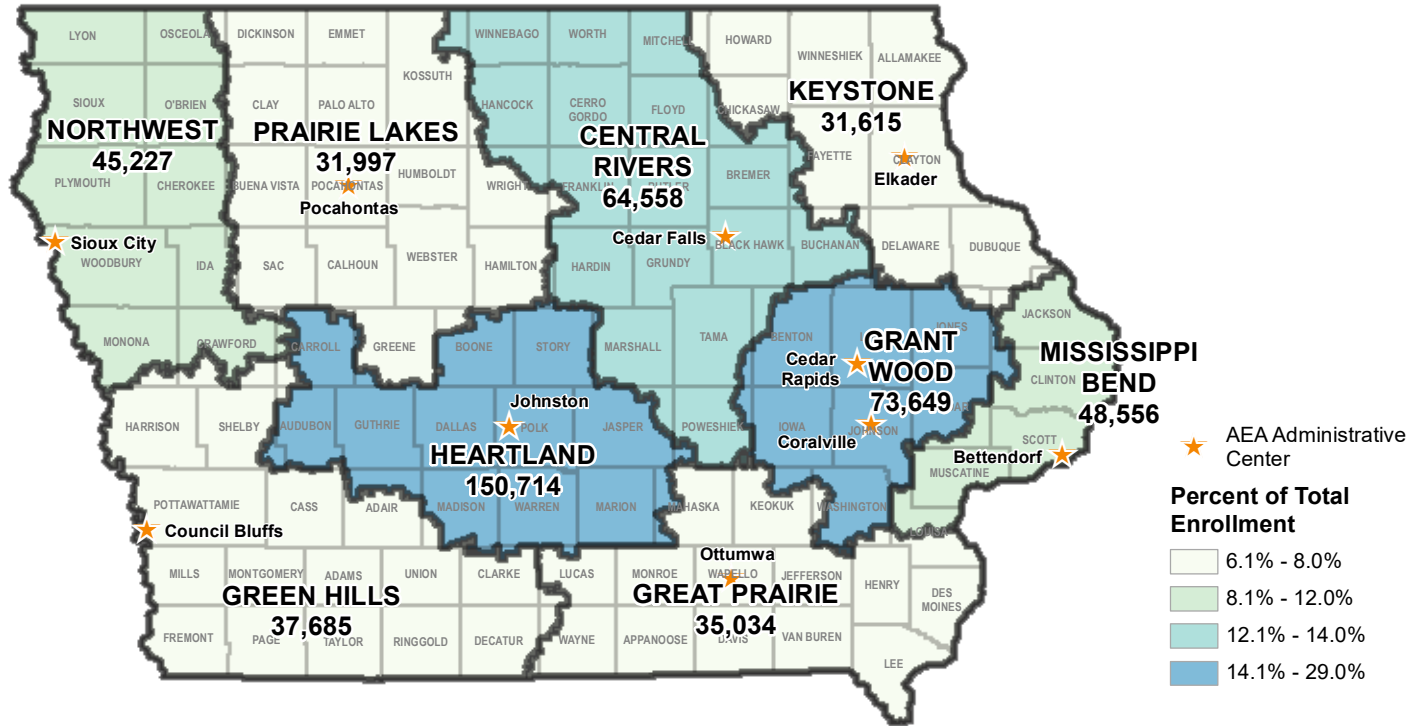 LYON
OSCEOLA
DICKINSON
EMMET
WINNEBAGO
WORTH
MITCHELL
HOWARD
WINNESHIEK
ALLAMAKEE
KOSSUTH
SIOUX
O'BRIEN
CLAY
PALO ALTO
HANCOCK
CERRO
GORDO
FLOYD
CHICKASAW
KEYSTONE
31,615
NORTHWEST
45,227
PRAIRIE LAKES
31,997
CENTRAL
RIVERS
64,558
FAYETTE
CLAYTON
Elkader
PLYMOUTH
CHEROKEE
BUENA VISTA
POCAHONTAS
Pocahontas
HUMBOLDT
WRIGHT
FRANKLIN
BUTLER
BREMER
Sioux City
WOODBURY
IDA
SAC
CALHOUN
WEBSTER
HAMILTON
HARDIN
GRUNDY
Cedar Falls
BLACK HAWK
BUCHANAN
DELAWARE
DUBUQUE
MONONA
CRAWFORD
CARROLL
GREENE
BOONE
STORY
MARSHALL
TAMA
BENTON
JONES
JACKSON
GRANT
WOOD
73,649
Cedar
Rapids
MISSISSIPPI
BEND
48,556
CLINTON
HARRISON
SHELBY
AUDUBON
GUTHRIE
DALLAS
Johnston
POLK
JASPER
POWESHIEK
IOWA
JOHNSON
Coralville
SCOTT
Bettendorf
MUSCATINE
HEARTLAND
150,714
POTTAWATTAMIE
CASS
ADAIR
MADISON
WARREN
MARION
MAHASKA
KEOKUK
WASHINGTON
LOUISA
Council Bluffs
Ottumwa
MILLS
MONTGOMERY
ADAMS
UNION
CLARKE
LUCAS
MONROE
WAPELLO
JEFFERSON
HENRY
DES
MOINES
GREEN HILLS
37,685
GREAT PRAIRIE
35,034
FREMONT
PAGE
TAYLOR
RINGGOLD
DECATUR
WAYNE
APPANOOSE
DAVIS
VAN BUREN
LEE
AEA Administrative
Center
Percent of Total
Enrollment
6.1% - 8.0%
8.1% - 12.0%
12.1% - 14.0%
14.1% - 29.0%